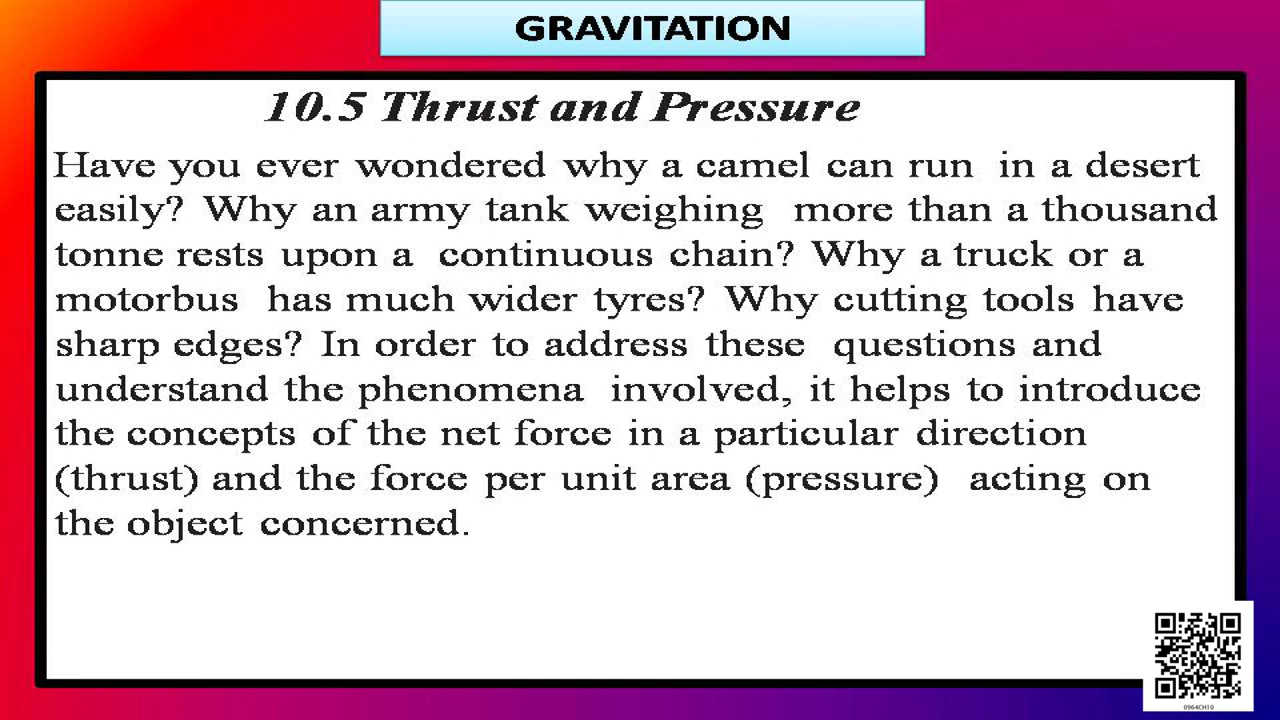 GRAVITATION
10.5 Thrust and Pressure
Have you ever wondered why a camel can run in a desert
easily? Why an army tank weighing more than a thousand
tonne rests upon a continuous chain? Why a truck or a
motorbus has much wider tyres? Why cutting tools have
sharp edges? In order to address these questions and
understand the phenomena involved, it helps to introduce
the concepts of the net force in a particular direction
(thrust) and the force per unit area (pressure) acting on
the object concerned.
0964CH10